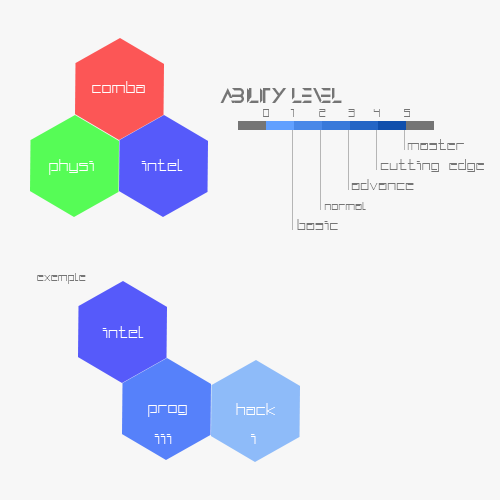 comba
physi
intel
ABILITY LEVEL
0 1 2 3 4 5
master
cutting edge
advance
normal
basic
exemple
intel
prog
iii
hack
i